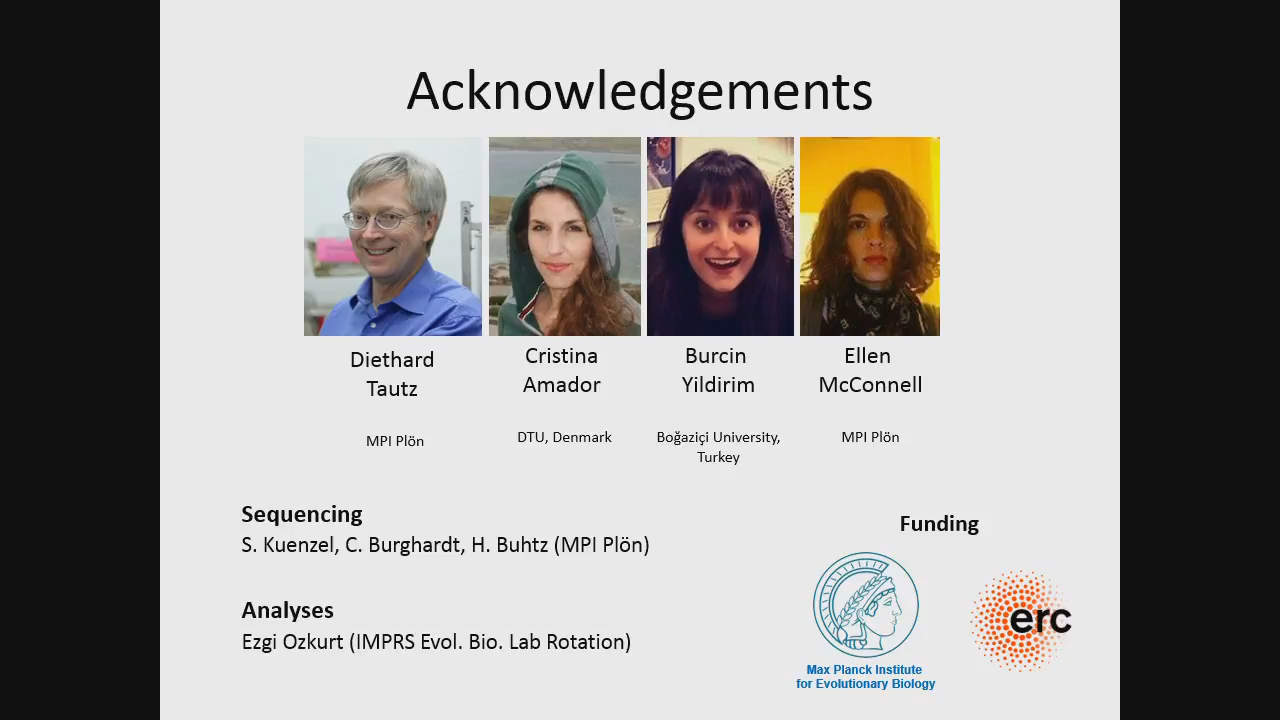 Acknowledgements
Diethard
Tautz
MPI Plön
Cristina
Amador
DTU, Denmark
Burcin
Yildirim
Boğaziçi University,
Turkey
Ellen
McConnell
MPI Plön
Sequencing
S. Kuenzel, C. Burghardt, H. Buhtz (MPI Plön)
Analyses
Ezgi Ozkurt (IMPRS Evol. Bio. Lab Rotation)
Funding
Max Planck Institute
for Evolutionary Biology
erc